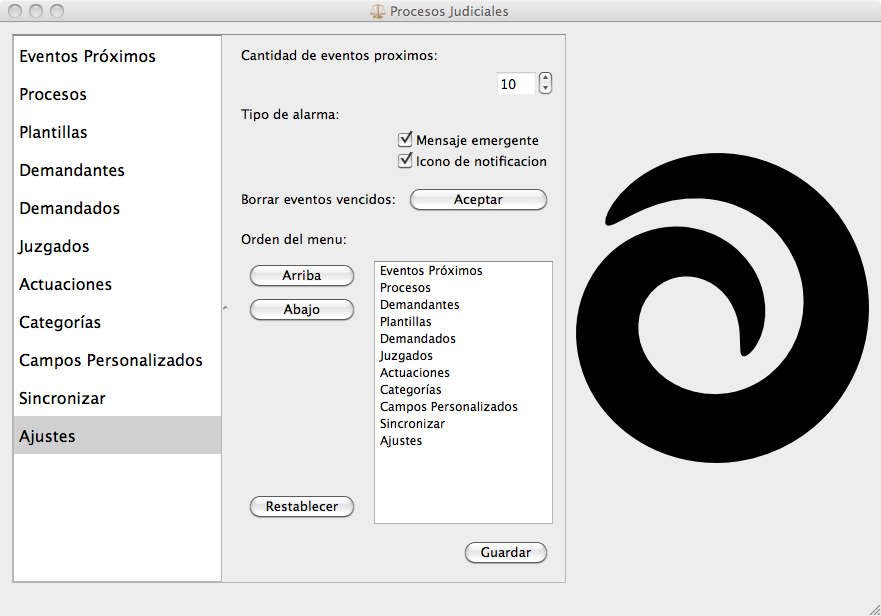 Procesos Judiciales
Eventos Próximos
Procesos
Plantillas
Demandantes
Demandados
Juzgados
Actuaciones
Categorías
Campos Personalizados
Sincronizar
Ajustes
Cantidad de eventos proximos:
10
Tipo de alarma:
Mensaje emergente
Icono de notificacion
Borrar eventos vencidos: Aceptar
Orden del menu:
Arriba
Abajo
Restablecer
Eventos Próximos
Procesos
Demandantes
Plantillas
Demandados
Juzgados
Actuaciones
Categorías
Campos Personalizados
Sincronizar
Ajustes
Guardar